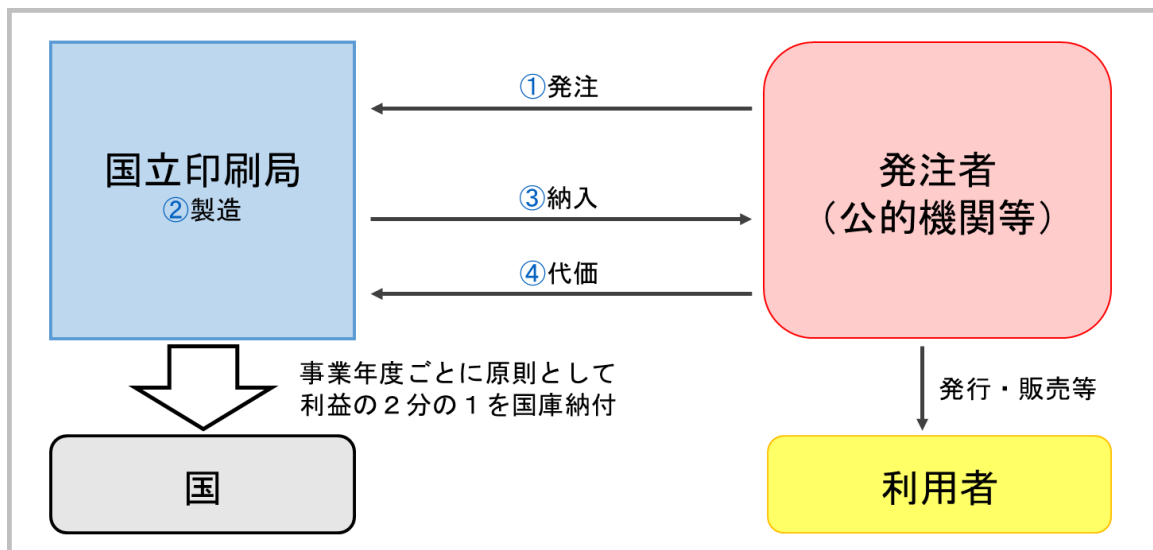 ①発注
国立印刷局
②製造
発注者
（公的機関等）
③納入
④代価
事業年度ごとに原則として
利益の２分の１を国庫納付
発行・販売等
国
利用者